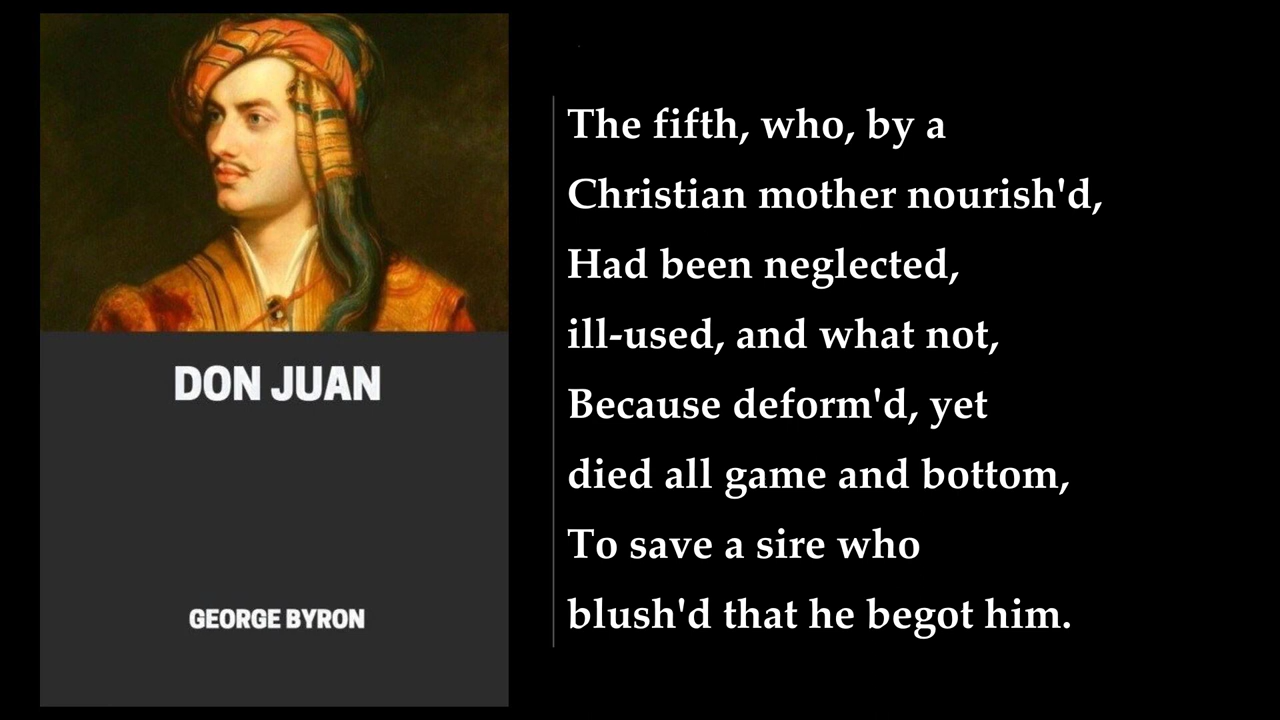 DON JUAN
GEORGE BYRON
The fifth, who, by a
Christian mother nourish'd,
Had been neglected,
ill-used, and what not,
Because deform'd, yet
died all game and bottom,
To save a sire who
blush'd that he begot him.